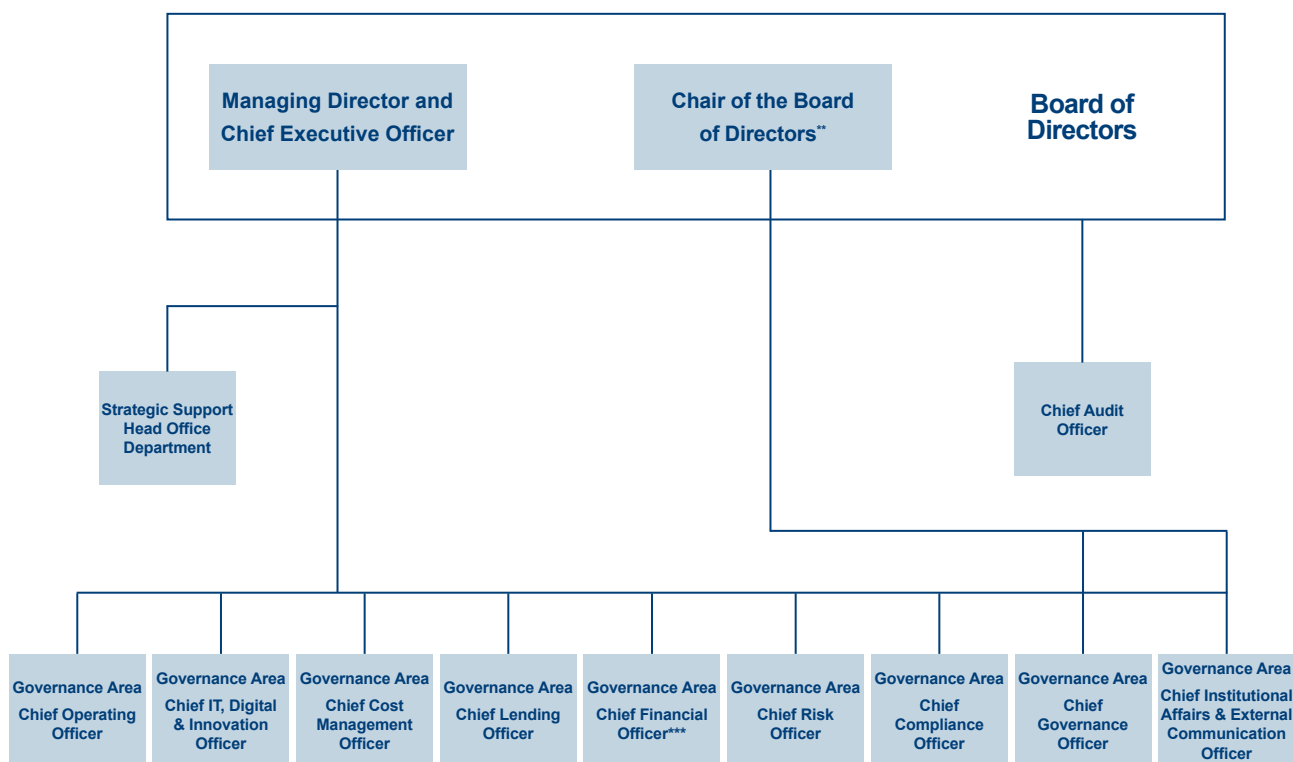 Managing Director and
Chief Executive Officer
Chair of the Board
of Directors**
Board of
Directors
Strategic Support
Head Office
Department
Chief Audit
Officer
Governance Area
Chief Operating
Officer
Governance Area
Chief IT, Digital
& Innovation
Officer
Governance Area
Chief Cost
Management
Officer
Governance Area
Chief Lending
Officer
Governance Area
Chief Financial
Officer***
Governance Area
Chief Risk
Officer
Governance Area
Chief
Compliance
Officer
Governance Area
Chief
Governance
Officer
Governance Area
Chief Institutional
Affairs & External
Communication
Officer